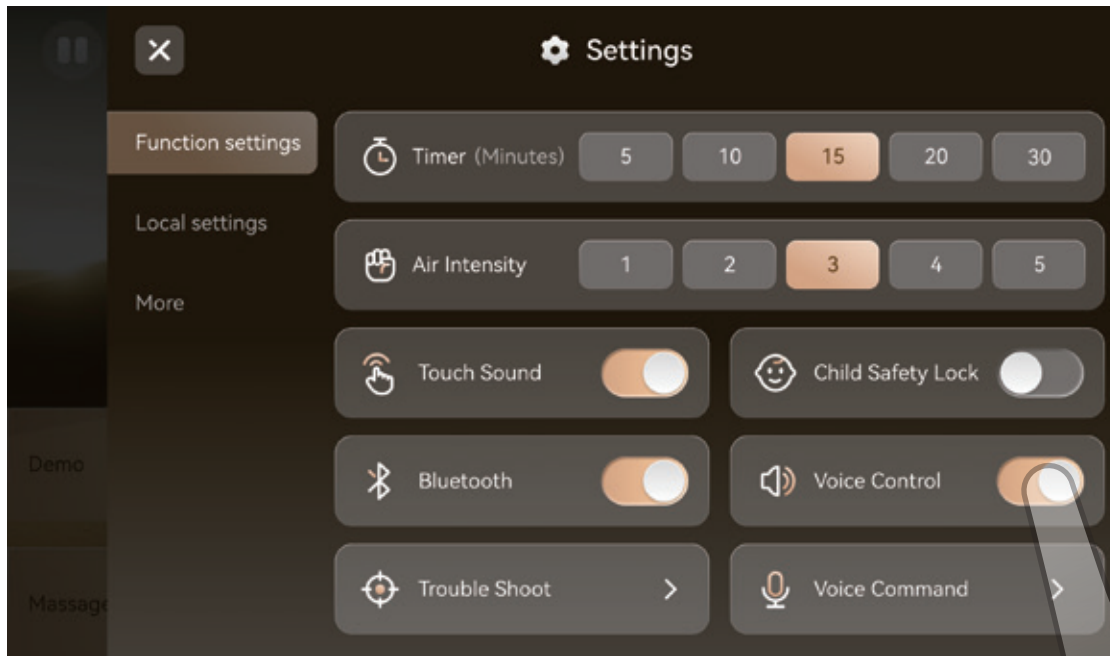 Settings
Function settings
Local settings
More
Timer (Minutes) 5 10 15 20 30
Air Intensity 1 2 3 4 5
Touch Sound
Child Safety Lock
Bluetooth
Voice Control
Trouble Shoot
Voice Command
Demo
Massage